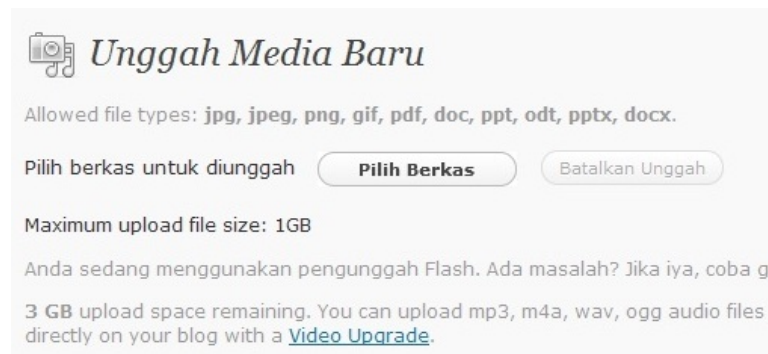 Unggah Media Baru
Allowed file types: jpg, jpeg, png, gif, pdf, doc, ppt, odt, pptx, docx.
Pilih berkas untuk diunggah Pilih Berkas Batalkan Unggah
Maximum upload file size: 1GB
Anda sedang menggunakan pengunggah Flash. Ada masalah? Jika iya, coba g
3 GB upload space remaining. You can upload mp3, m4a, wav, ogg audio files
directly on your blog with a Video Upgrade.